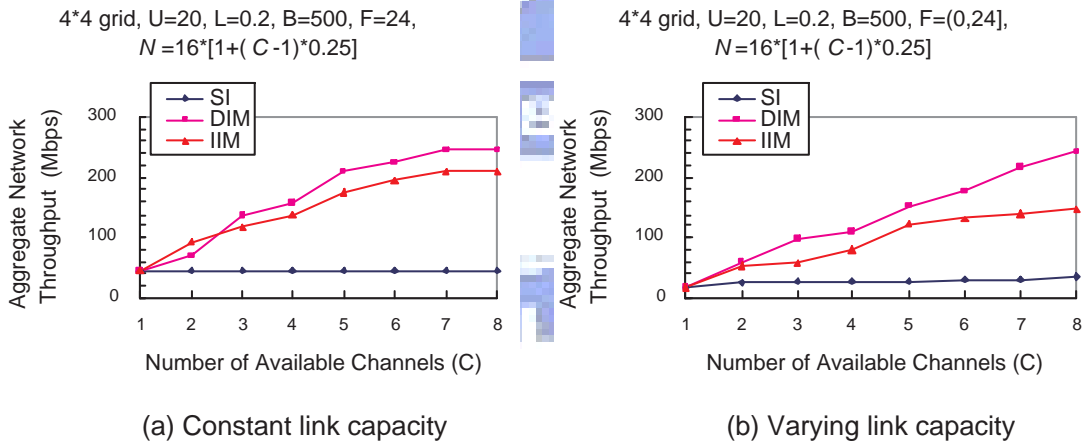 4*4 grid, U=20, L=0.2, B=500, F=24,
N =16*[1+( C -1)*0.25]
SI
DIM
IIM
300
200
100
0
Aggregate Network
Throughput (Mbps)
1 2 3 4 5 6 7 8
Number of Available Channels (C)
(a) Constant link capacity
4*4 grid, U=20, L=0.2, B=500, F=(0,24],
N =16*[1+( C -1)*0.25]
SI
DIM
IIM
300
200
100
0
Aggregate Network
Throughput (Mbps)
1 2 3 4 5 6 7 8
Number of Available Channels (C)
(b) Varying link capacity